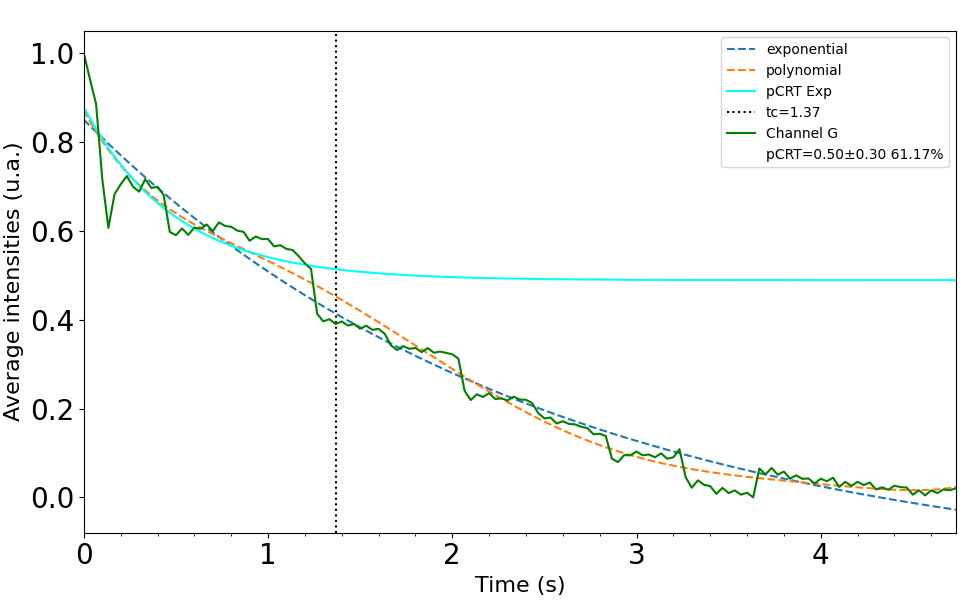 exponential
polynomial
pCRT Exp
tc=1.37
Channel G
pCRT=0.50±0.30 61.17%
Average intensities (u.a.)
1.0
0.8
0.6
0.4
0.2
0.0
0 1 2 3 4
Time (s)